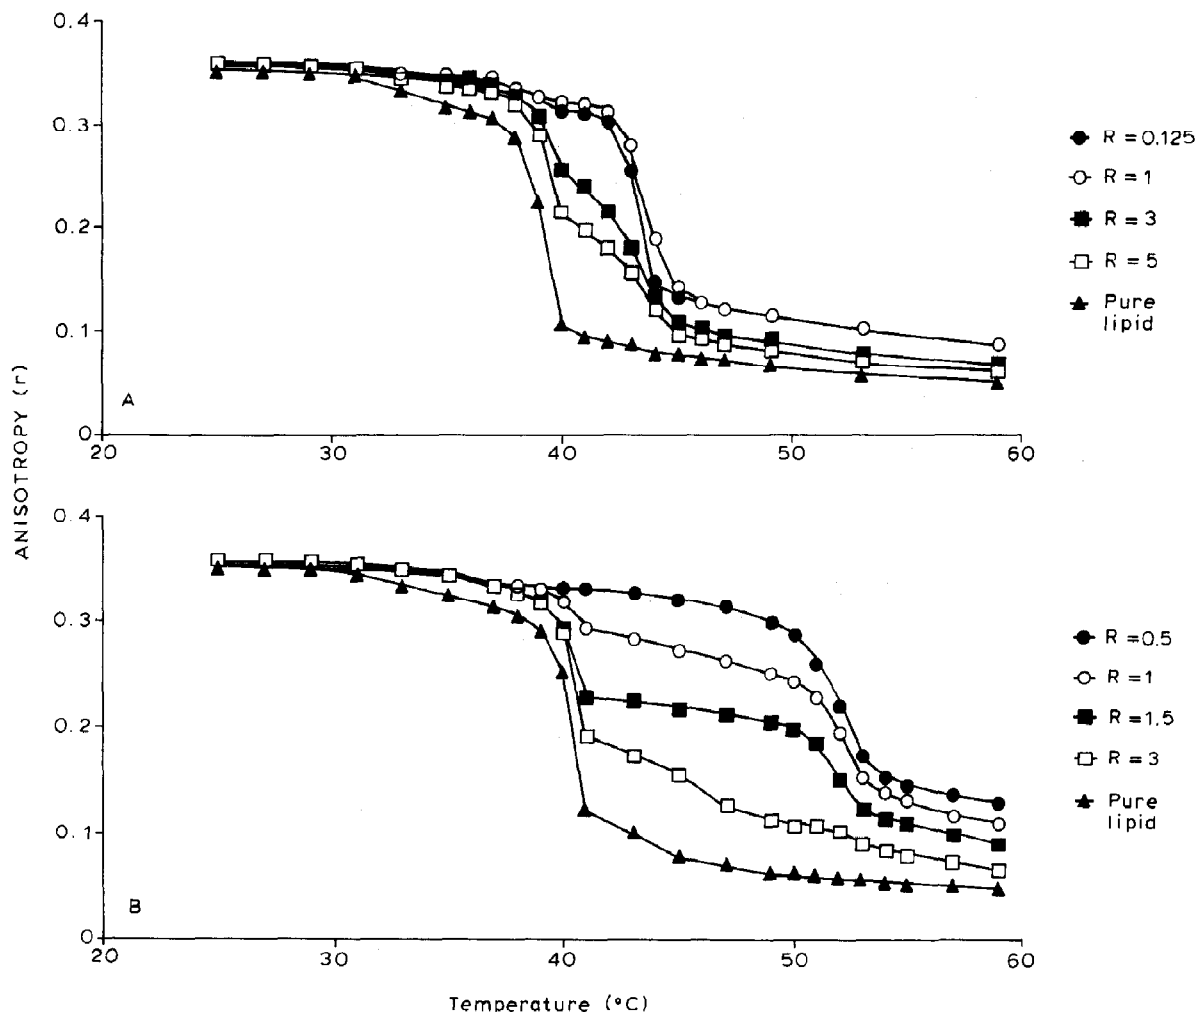 ANISOTROPY (r)
0.4
0.3
0.2
0.1
0
A
20
30
40
50
60
R = 0.125
R = 1
R = 3
R = 5
Pure
lipid
0.4
0.3
0.2
0.1
0
B
20
30
40
50
60
R = 0.5
R = 1
R = 1.5
R = 3
Pure
lipid
Temperature (°C)